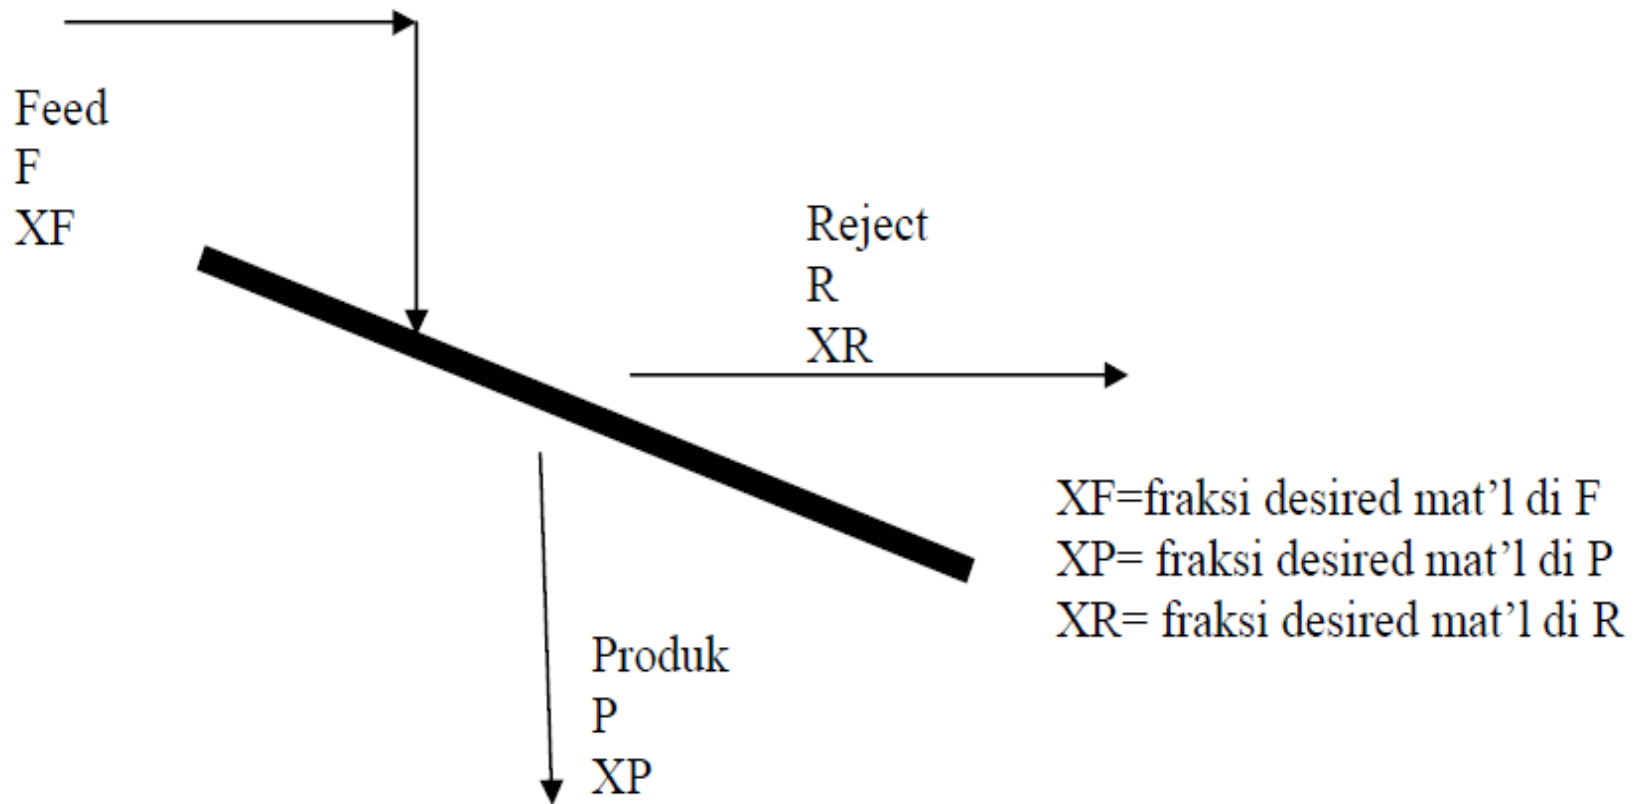 Feed
F
XF
Reject
R
XR
XF=fraksi desired mat’l di F
XP= fraksi desired mat’l di P
XR= fraksi desired mat’l di R
Produk
P
XP